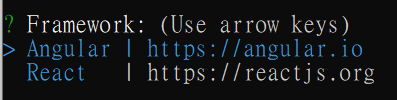 ? Framework: (Use arrow keys)
> Angular | https://angular.io
React | https://reactjs.org